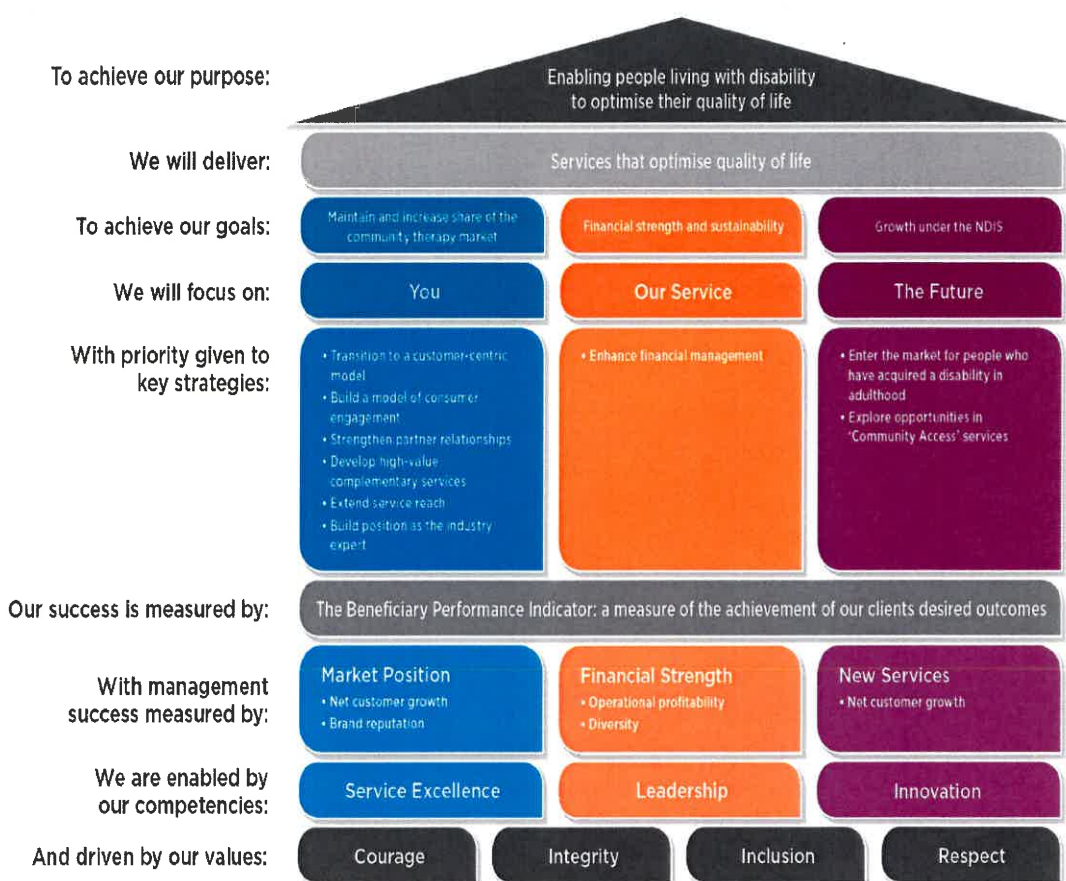 To achieve our purpose:
Enabling people living with disability
to optimise their quality of life
We will deliver:
Services that optimise quality of life
To achieve our goals:
Maintain and increase share of the
community therapy market
Financial strength and sustainability
Growth under the NDIS
We will focus on:
You
Our Service
The Future
With priority given to
key strategies:
• Transition to a customer-centric
model
• Build a model of consumer
engagement
• Strengthen partner relationships
• Develop high-value
complementary services
• Extend service reach
• Build position as the industry
expert
• Enhance financial management
• Enter the market for people who
have acquired a disability in
adulthood
• Explore opportunities in
'Community Access' services
Our success is measured by:
The Beneficiary Performance Indicator: a measure of the achievement of our clients desired outcomes
With management
success measured by:
Market Position
• Net customer growth
• Brand reputation
Financial Strength
• Operational profitability
• Diversity
New Services
• Net customer growth
We are enabled by
our competencies:
Service Excellence
Leadership
Innovation
And driven by our values:
Courage
Integrity
Inclusion
Respect